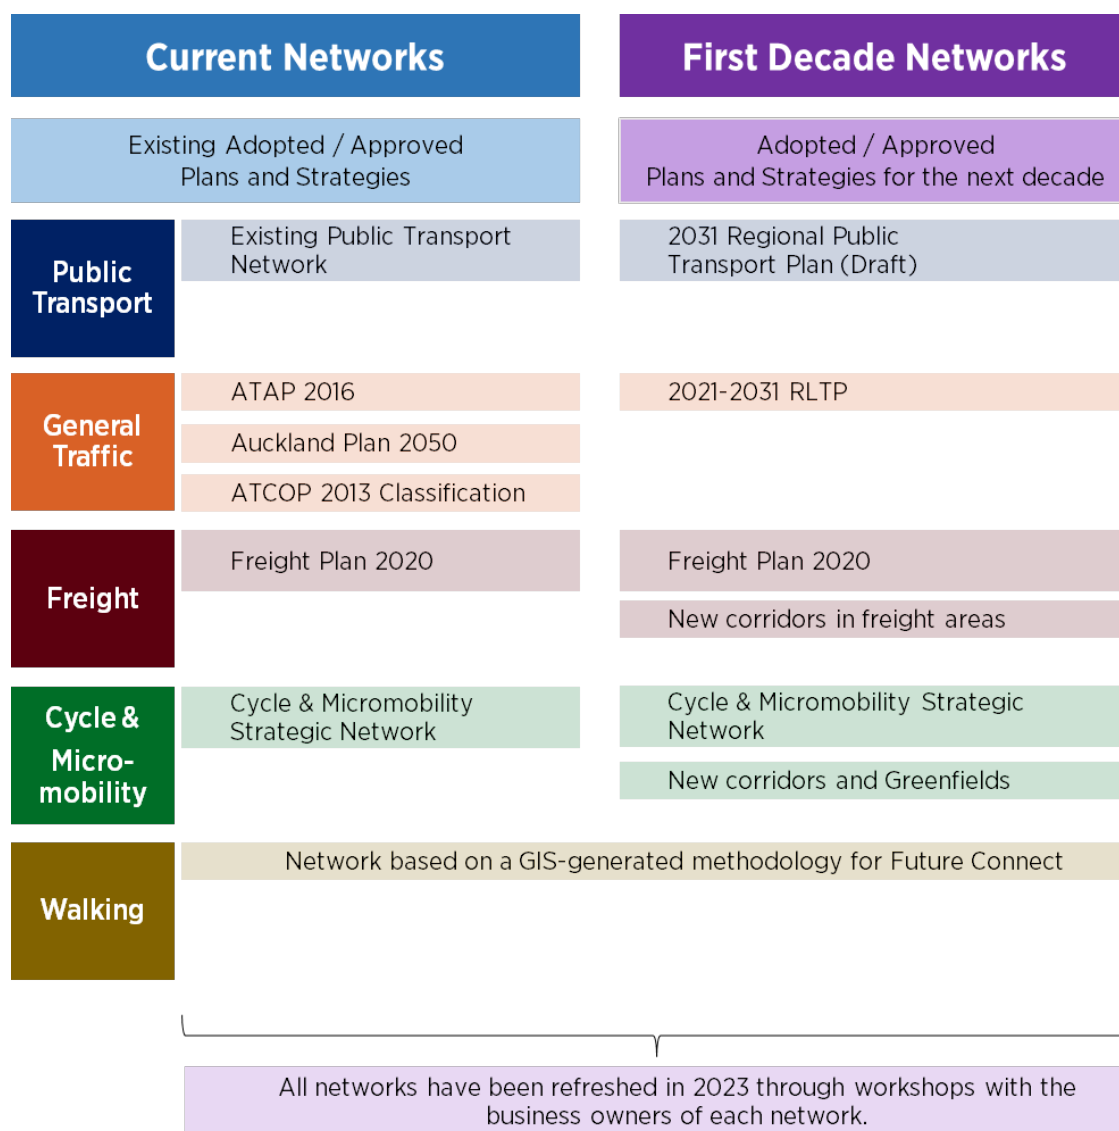 Current Networks
First Decade Networks
Existing Adopted / Approved
Plans and Strategies
Adopted / Approved
Plans and Strategies for the next decade
Public
Transport
Existing Public Transport
Network
2031 Regional Public
Transport Plan (Draft)
General
Traffic
ATAP 2016
Auckland Plan 2050
ATCOP 2013 Classification
2021-2031 RLTP
Freight
Freight Plan 2020
Freight Plan 2020
New corridors in freight areas
Cycle &
Micro-
mobility
Cycle & Micromobility
Strategic Network
Cycle & Micromobility Strategic
Network
New corridors and Greenfields
Walking
Network based on a GIS-generated methodology for Future Connect
All networks have been refreshed in 2023 through workshops with the
business owners of each network.